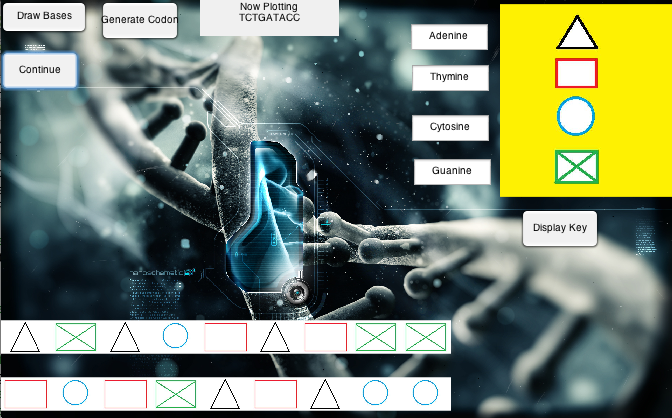 Draw Bases
Generate Codon
Now Plotting
TCTGATACC
Continue
Adenine
Thymine
Cytosine
Guanine
Display Key